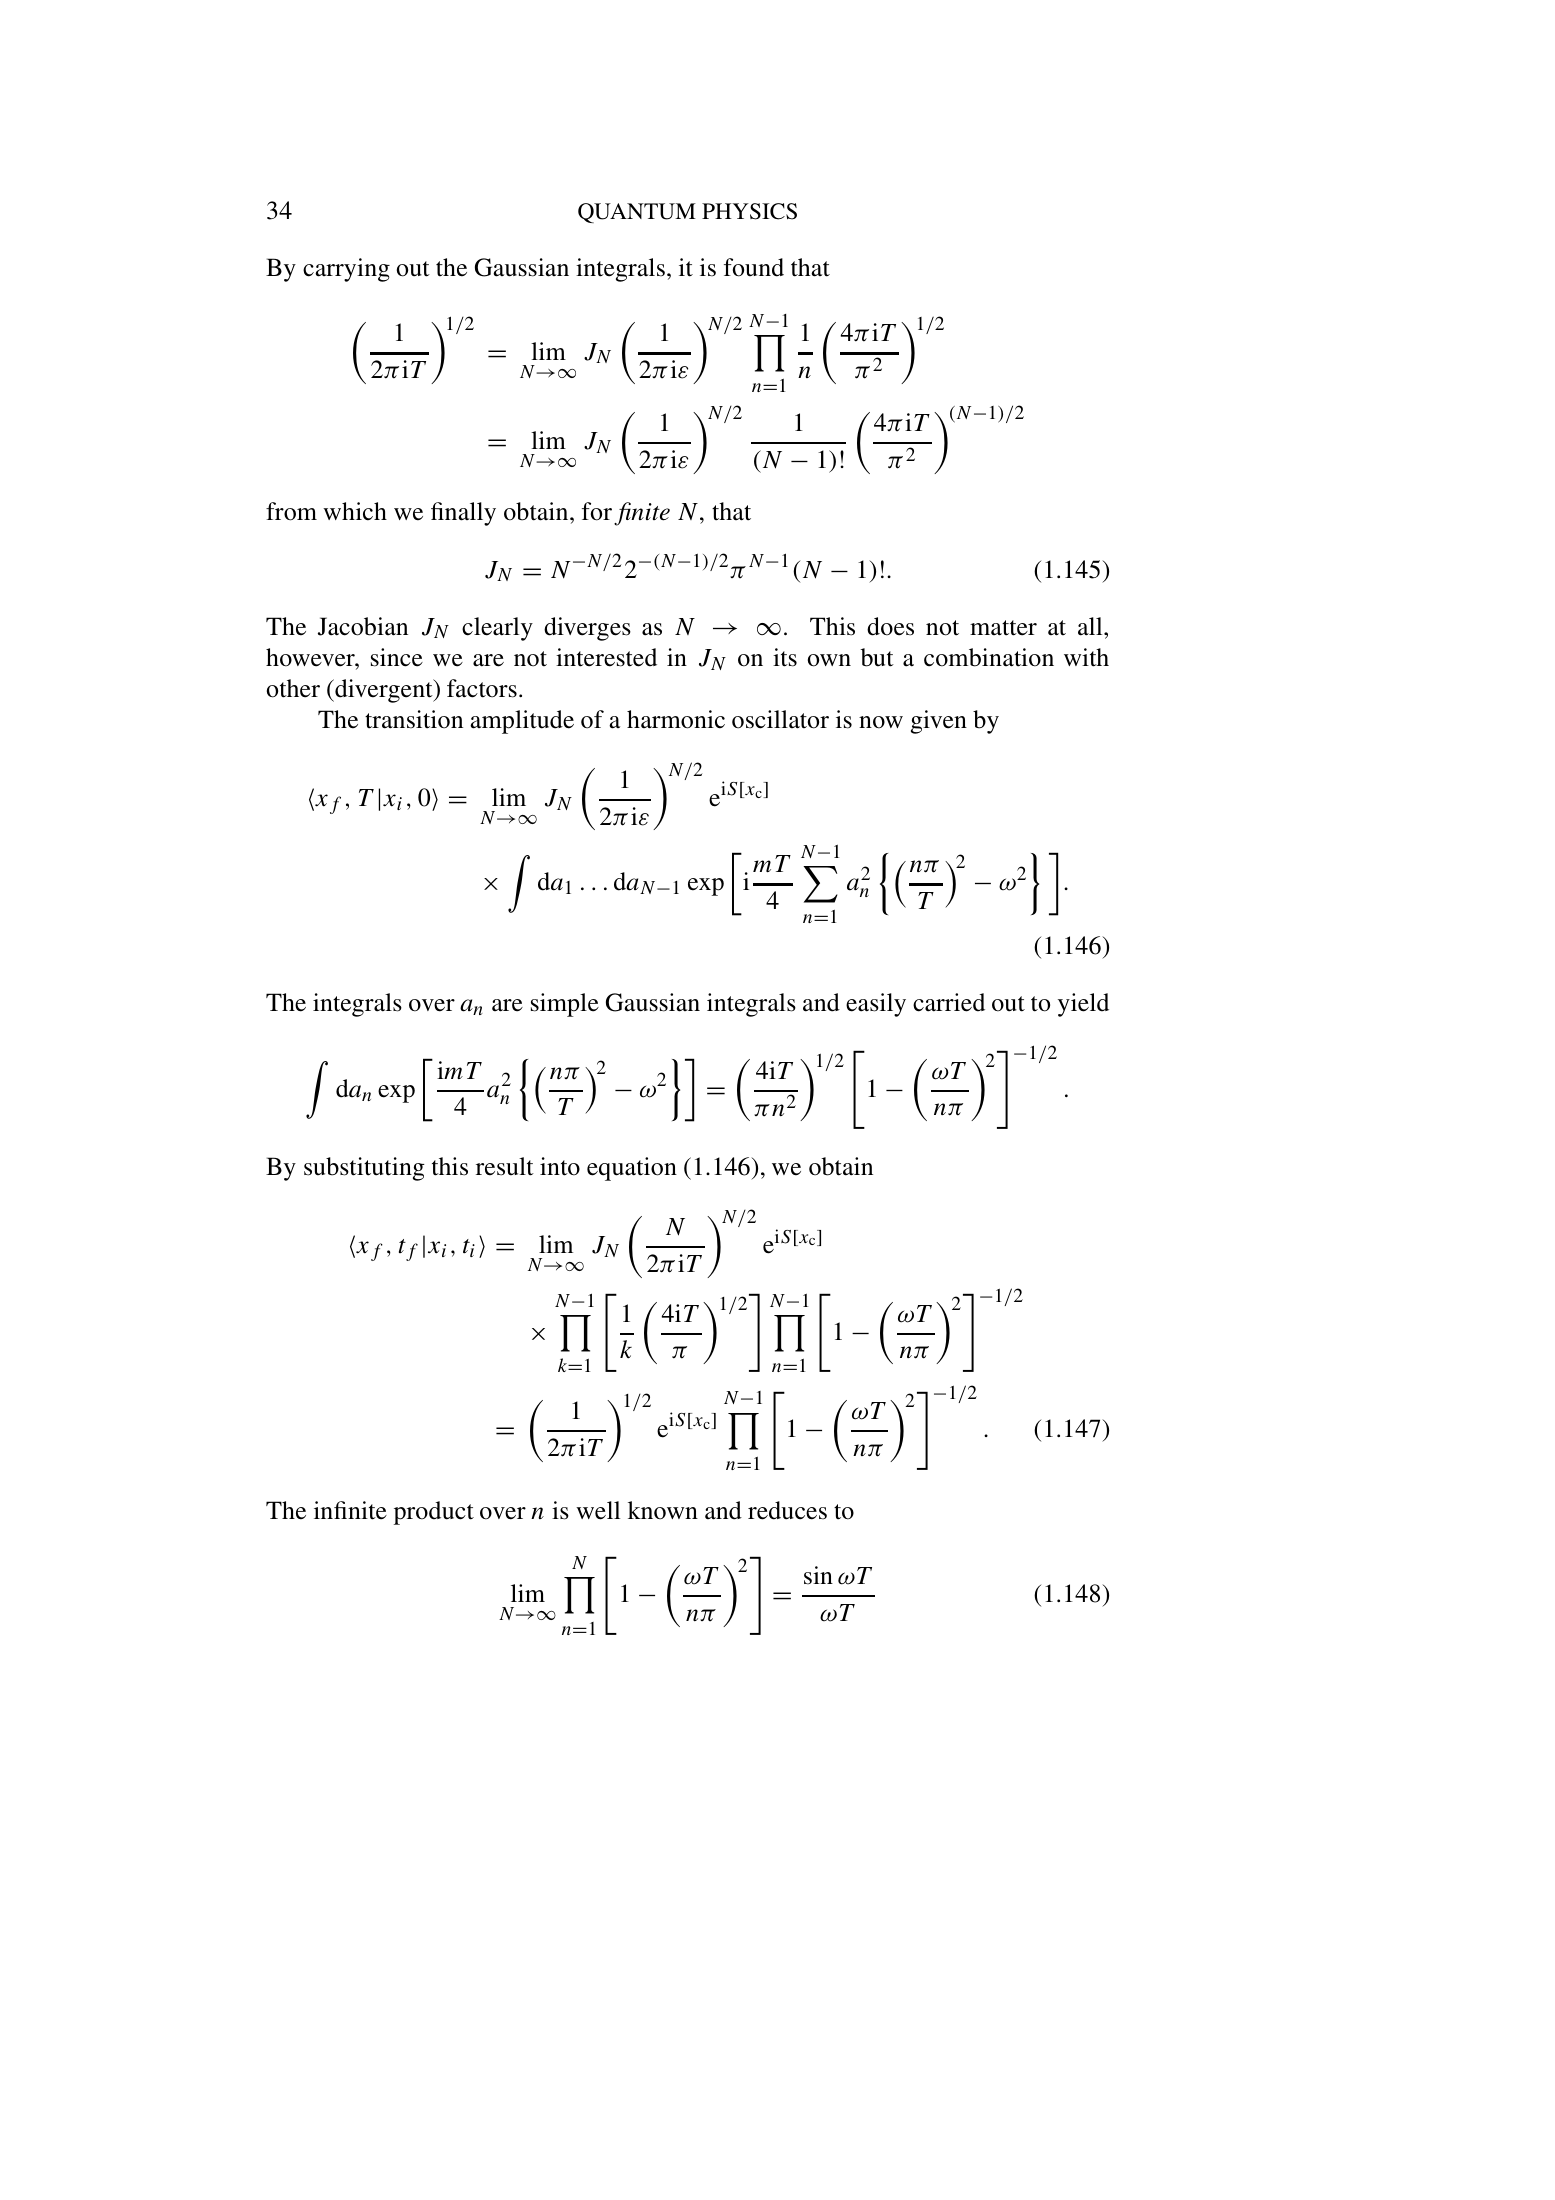 34 QUANTUM PHYSICS
By carrying out the Gaussian integrals, it is found that
(1/2πiT)^{1/2} = lim_{N→∞} J_N (1/2πiε)^{N/2} ∏_{n=1}^{N−1} 1/n (4πiT/π^2)^{1/2}
= lim_{N→∞} J_N (1/2πiε)^{N/2} 1/(N − 1)! (4πiT/π^2)^{(N−1)/2}
from which we finally obtain, for finite N, that
J_N = N^{−N/2} 2^{−(N−1)/2} π^{N−1} (N − 1)!. (1.145)
The Jacobian J_N clearly diverges as N → ∞. This does not matter at all,
however, since we are not interested in J_N on its own but a combination with
other (divergent) factors.
The transition amplitude of a harmonic oscillator is now given by
⟨x_f, T|x_i, 0⟩ = lim_{N→∞} J_N (1/2πiε)^{N/2} e^{iS[x_c]}
× ∫ da_1 . . . da_{N−1} exp[i mT/4 ∑_{n=1}^{N−1} a_n^2 {(nπ/T)^2 − ω^2}].
(1.146)
The integrals over a_n are simple Gaussian integrals and easily carried out to yield
∫ da_n exp[imT/4 a_n^2 {(nπ/T)^2 − ω^2}] = (4iT/πn^2)^{1/2} [1 − (ωT/nπ)^2]^{−1/2}.
By substituting this result into equation (1.146), we obtain
⟨x_f, t_f|x_i, t_i⟩ = lim_{N→∞} J_N (N/2πiT)^{N/2} e^{iS[x_c]}
× ∏_{k=1}^{N−1} [1/k (4iT/π)^{1/2}] ∏_{n=1}^{N−1} [1 − (ωT/nπ)^2]^{−1/2}
= (1/2πiT)^{1/2} e^{iS[x_c]} ∏_{n=1}^{N−1} [1 − (ωT/nπ)^2]^{−1/2}. (1.147)
The infinite product over n is well known and reduces to
lim_{N→∞} ∏_{n=1}^{N} [1 − (ωT/nπ)^2] = sin ωT/ωT (1.148)